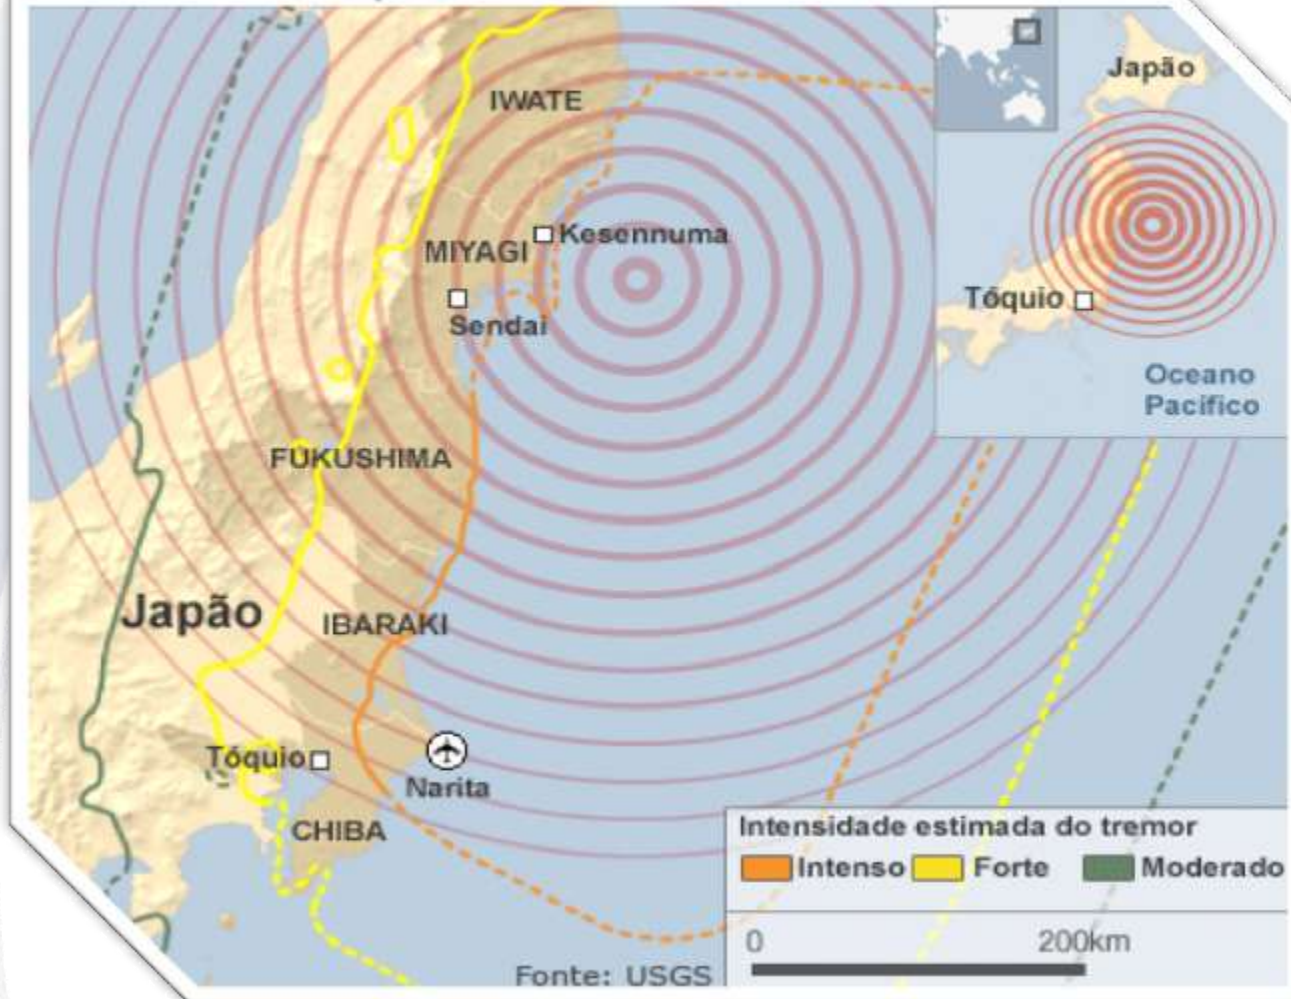 IWATE
Japão
MIYAGI
Kesennuma
Sendai
Tóquio
Oceano
Pacífico
FUKUSHIMA
Japão
IBARAKI
Tóquio
Narita
CHIBA
Intensidade estimada do tremor
Intenso Forte Moderado
0 200km
Fonte: USGS